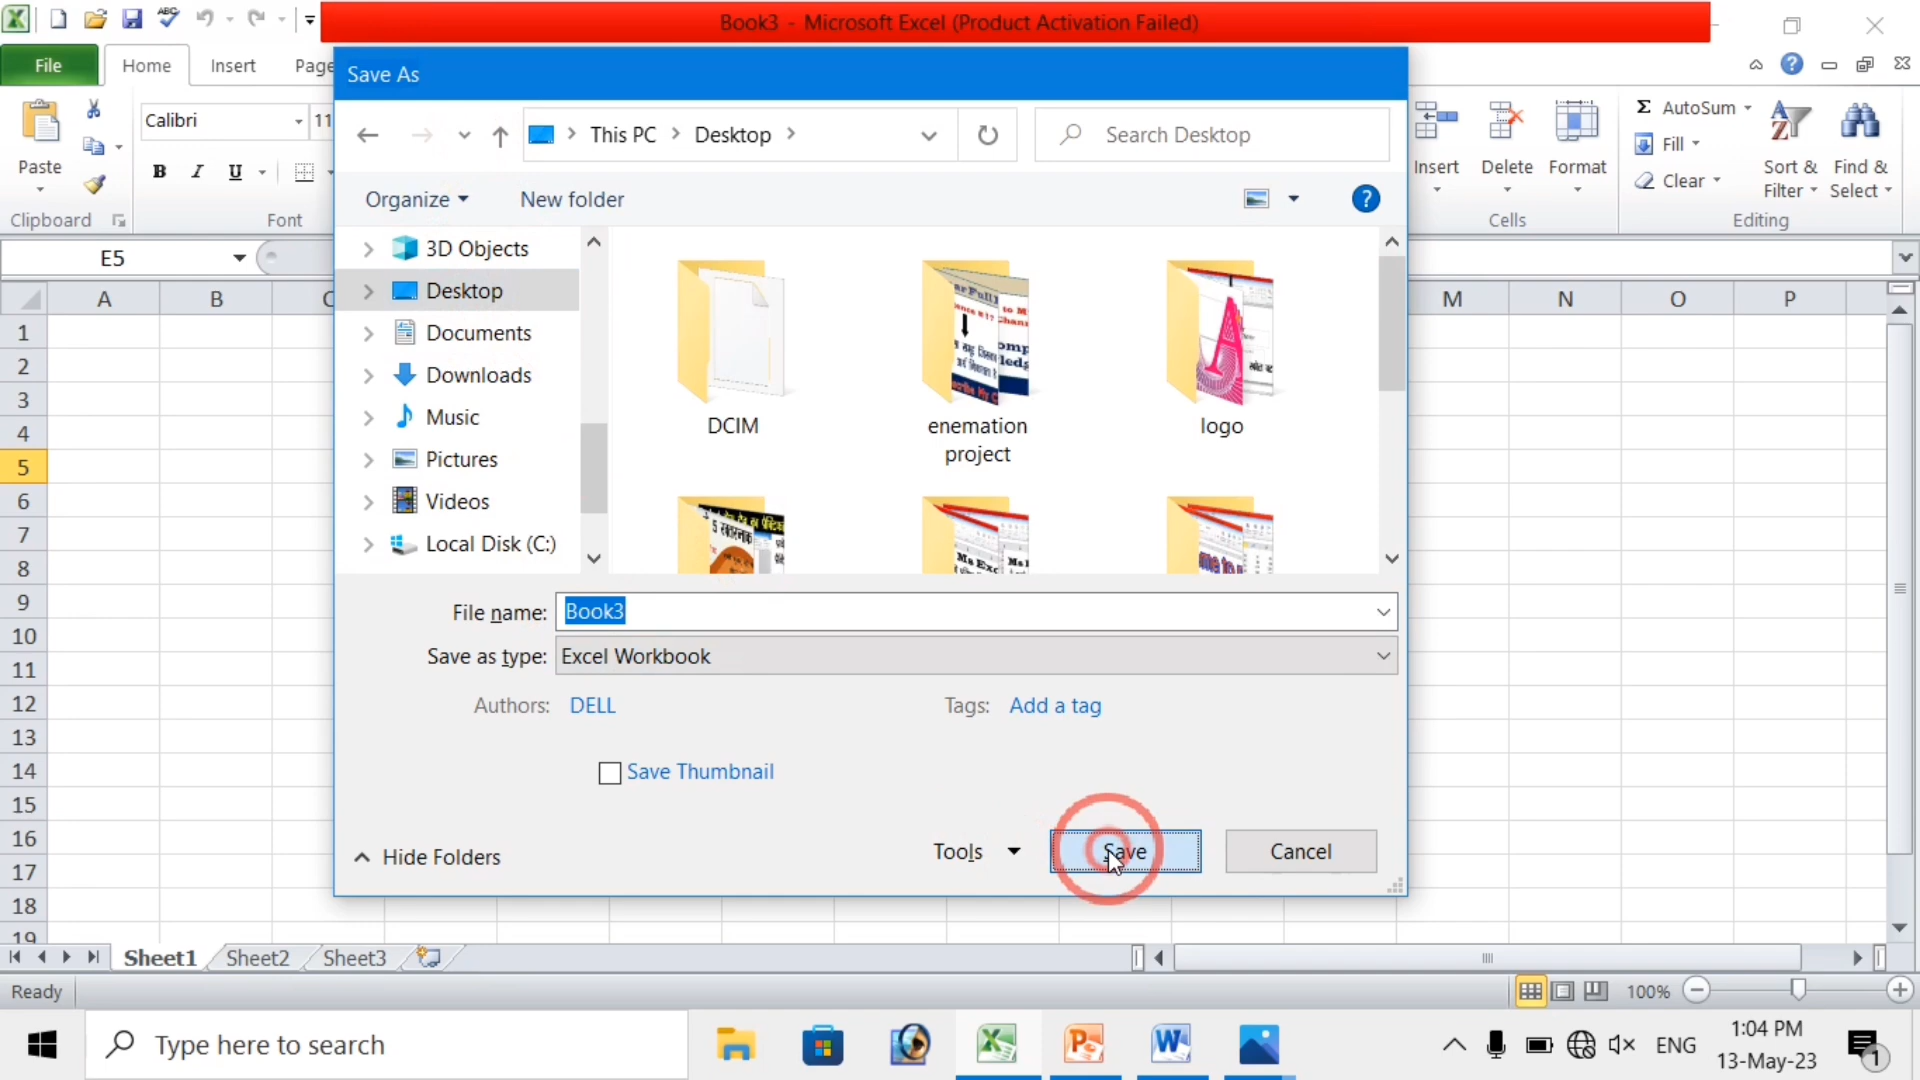 Book3 - Microsoft Excel (Product Activation Failed)
File Home Insert Page
Save As
Calibri 11
This PC Desktop
Search Desktop
Insert Delete Format
AutoSum
Fill
Clear
Sort & Filter
Find & Select
Paste
B I U
Clipboard Font
Cells Editing
Organize New folder
E5
A B C M N O P
3D Objects
Desktop
Documents
Downloads
Music
Pictures
Videos
Local Disk (C:)
DCIM
enemation project
logo
1
2
3
4
5
6
7
8
9
10
11
12
13
14
15
16
17
18
19
File name: Book3
Save as type: Excel Workbook
Authors: DELL Tags: Add a tag
Save Thumbnail
Hide Folders Tools Save Cancel
Sheet1 Sheet2 Sheet3
Ready 100%
Type here to search
ENG
1:04 PM
13-May-23
1